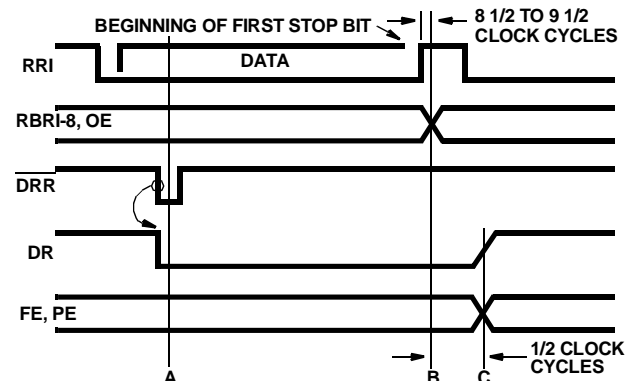 BEGINNING OF FIRST STOP BIT
8 1/2 TO 9 1/2
CLOCK CYCLES
RRI
DATA
RBRI-8, OE
DRR
DR
FE, PE
1/2 CLOCK
CYCLES
A
B
C